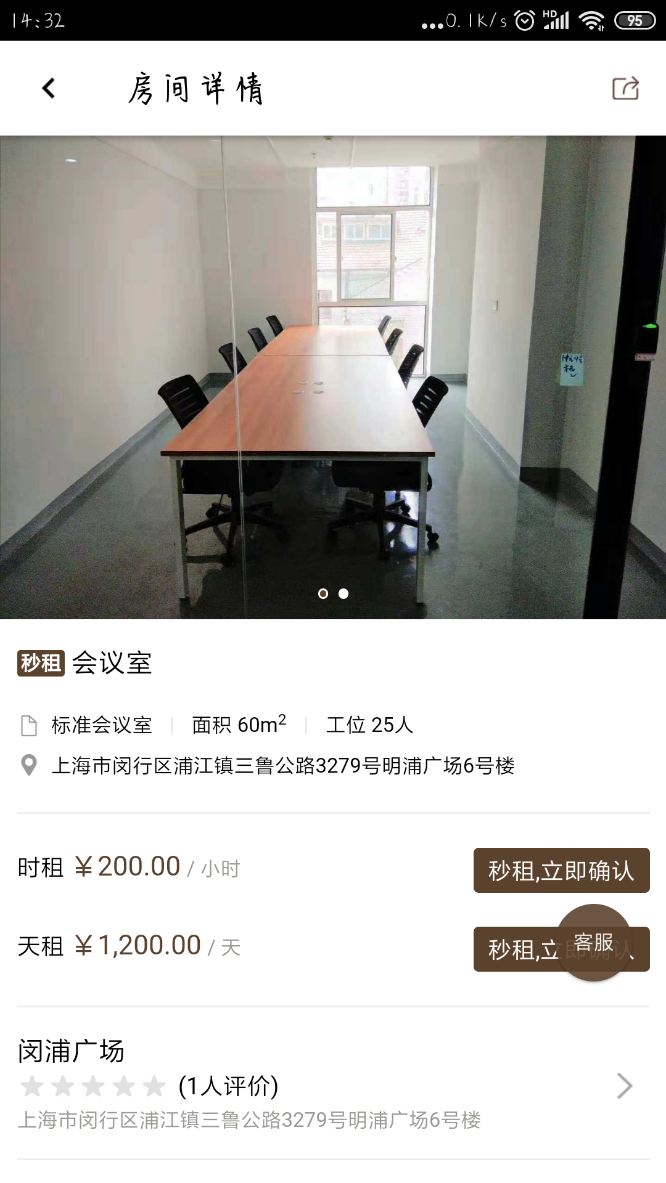 14:32 ...0.1K/s HD 95
房间详情
秒租 会议室
标准会议室 面积 60m² 工位 25人
上海市闵行区浦江镇三鲁公路3279号明浦广场6号楼
时租 ￥200.00 / 小时 秒租,立即确认
天租 ￥1,200.00 / 天 秒租,立即确认
客服
闵浦广场
(1人评价)
上海市闵行区浦江镇三鲁公路3279号明浦广场6号楼